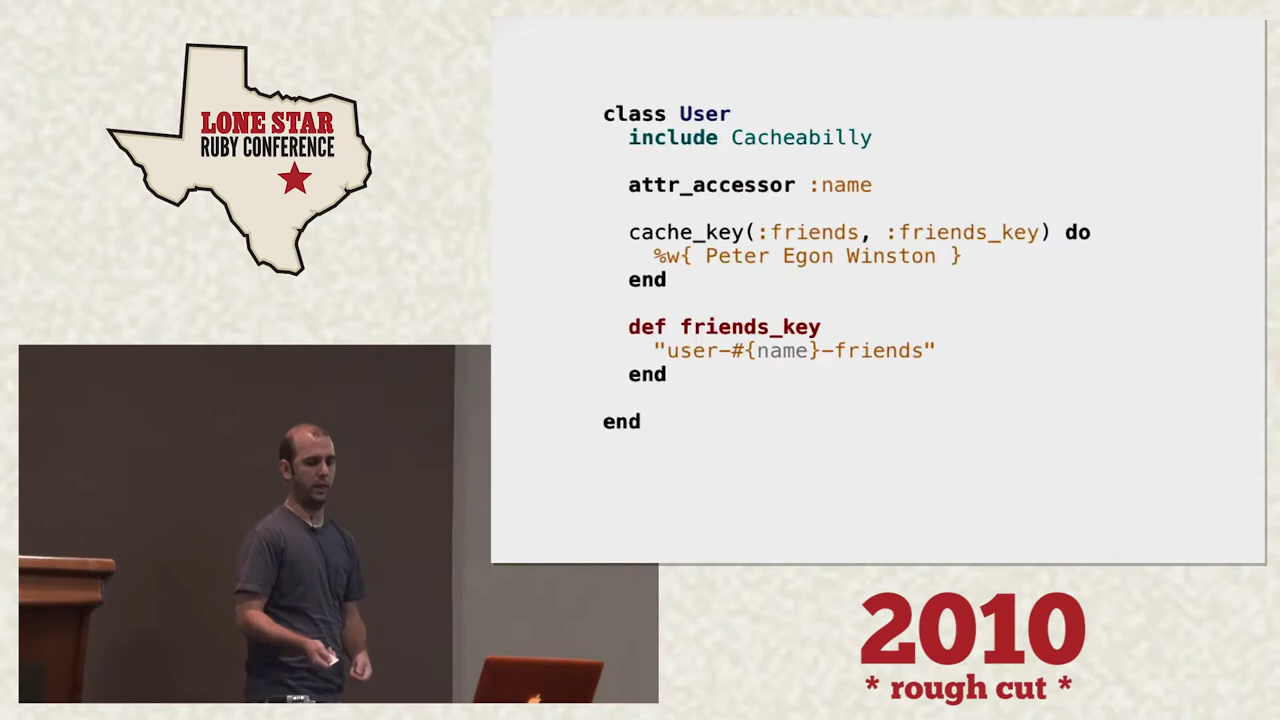 LONE STAR
RUBY CONFERENCE
class User
include Cacheabilly
attr_accessor :name
cache_key(:friends, :friends_key) do
%w{ Peter Egon Winston }
end
def friends_key
"user-#{name}-friends"
end
end
2010
* rough cut *